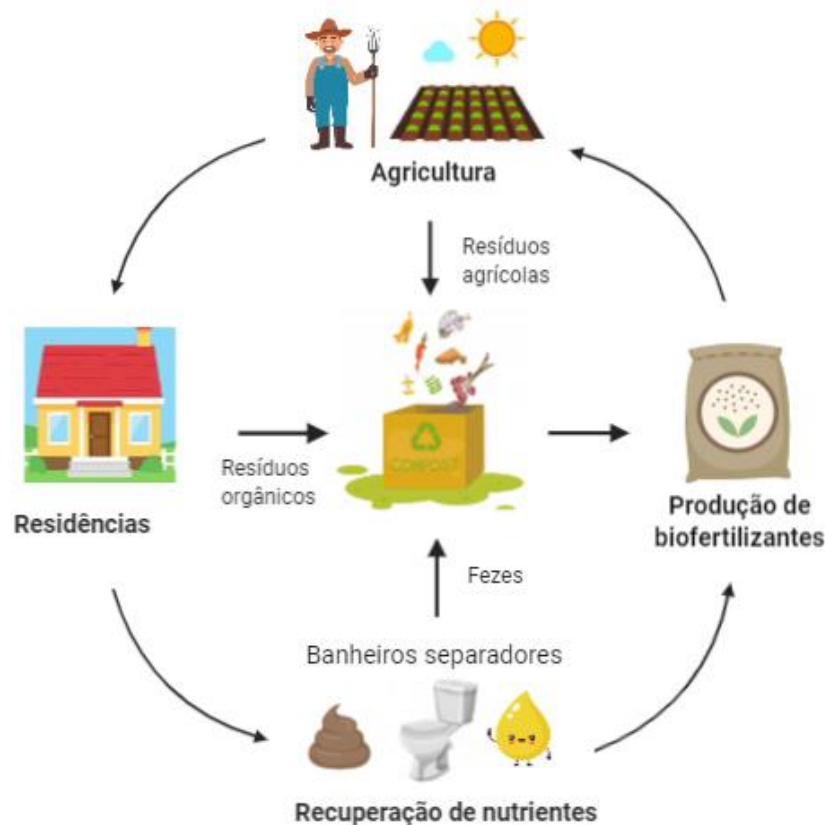 Agricultura
Resíduos
agrícolas
COMPOST
Resíduos
orgânicos
Residências
Produção de
biofertilizantes
Fezes
Banheiros separadores
Recuperação de nutrientes